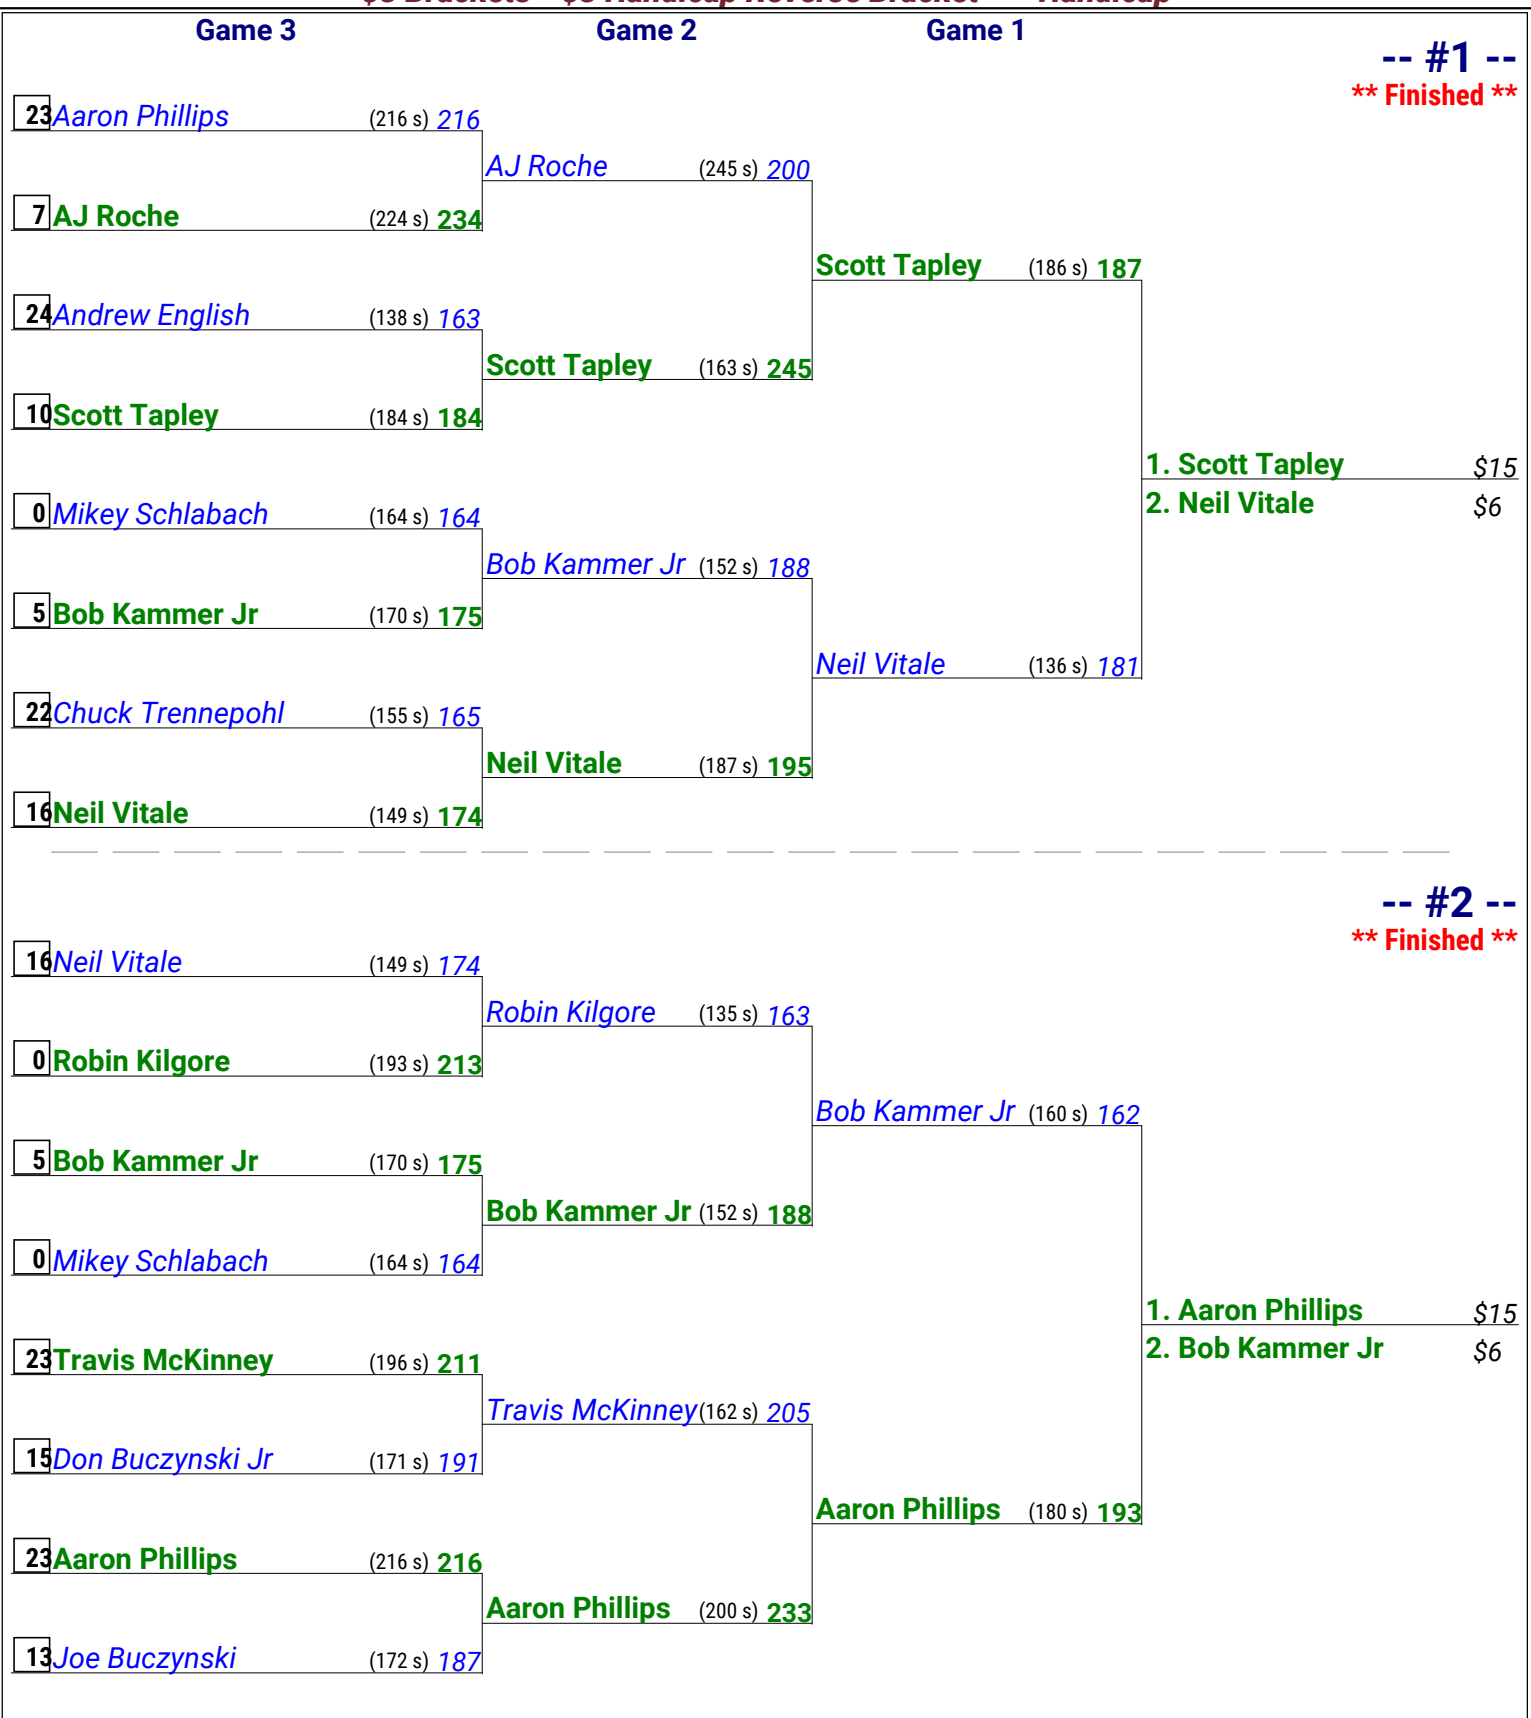 $3 Brackets - $3 Handicap Reverse Bracket --- Handicap
Game 3 Game 2 Game 1
-- #1 --
** Finished **
23 Aaron Phillips (216 s) 216
AJ Roche (245 s) 200
7 AJ Roche (224 s) 234
Scott Tapley (186 s) 187
24 Andrew English (138 s) 163
Scott Tapley (163 s) 245
10 Scott Tapley (184 s) 184
1. Scott Tapley $15
2. Neil Vitale $6
0 Mikey Schlabach (164 s) 164
Bob Kammer Jr (152 s) 188
5 Bob Kammer Jr (170 s) 175
Neil Vitale (136 s) 181
22 Chuck Trennepohl (155 s) 165
Neil Vitale (187 s) 195
16 Neil Vitale (149 s) 174
-- #2 --
** Finished **
16 Neil Vitale (149 s) 174
Robin Kilgore (135 s) 163
0 Robin Kilgore (193 s) 213
Bob Kammer Jr (160 s) 162
5 Bob Kammer Jr (170 s) 175
Bob Kammer Jr (152 s) 188
0 Mikey Schlabach (164 s) 164
1. Aaron Phillips $15
2. Bob Kammer Jr $6
23 Travis McKinney (196 s) 211
Travis McKinney (162 s) 205
15 Don Buczynski Jr (171 s) 191
Aaron Phillips (180 s) 193
23 Aaron Phillips (216 s) 216
Aaron Phillips (200 s) 233
13 Joe Buczynski (172 s) 187